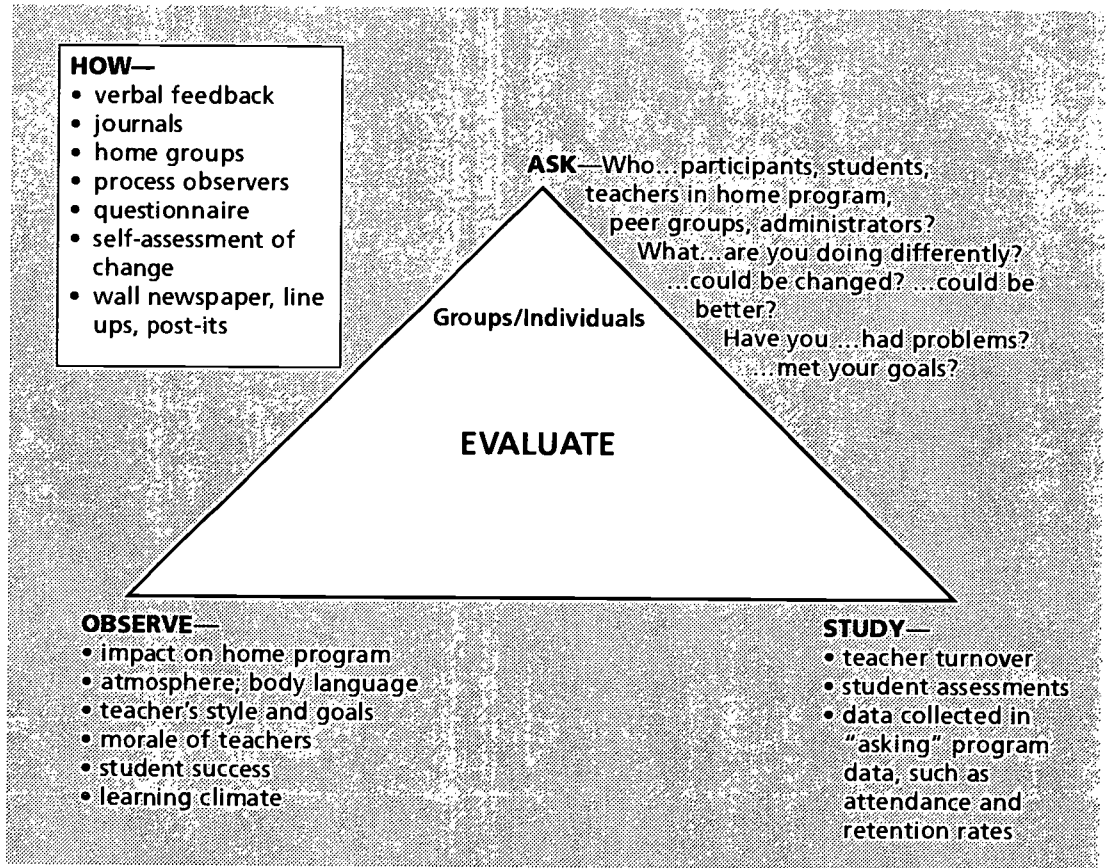 HOW—
• verbal feedback
• journals
• home groups
• process observers
• questionnaire
• self-assessment of
change
• wall newspaper, line
ups, post-its
ASK—Who...participants, students,
teachers in home program,
peer groups, administrators?
What...are you doing differently?
...could be changed? ...could be
better?
Have you ...had problems?
...met your goals?
Groups/Individuals
EVALUATE
OBSERVE—
• impact on home program
• atmosphere; body language
• teacher's style and goals
• morale of teachers
• student success
• learning climate
STUDY—
• teacher turnover
• student assessments
• data collected in
"asking" program
data, such as
attendance and
retention rates